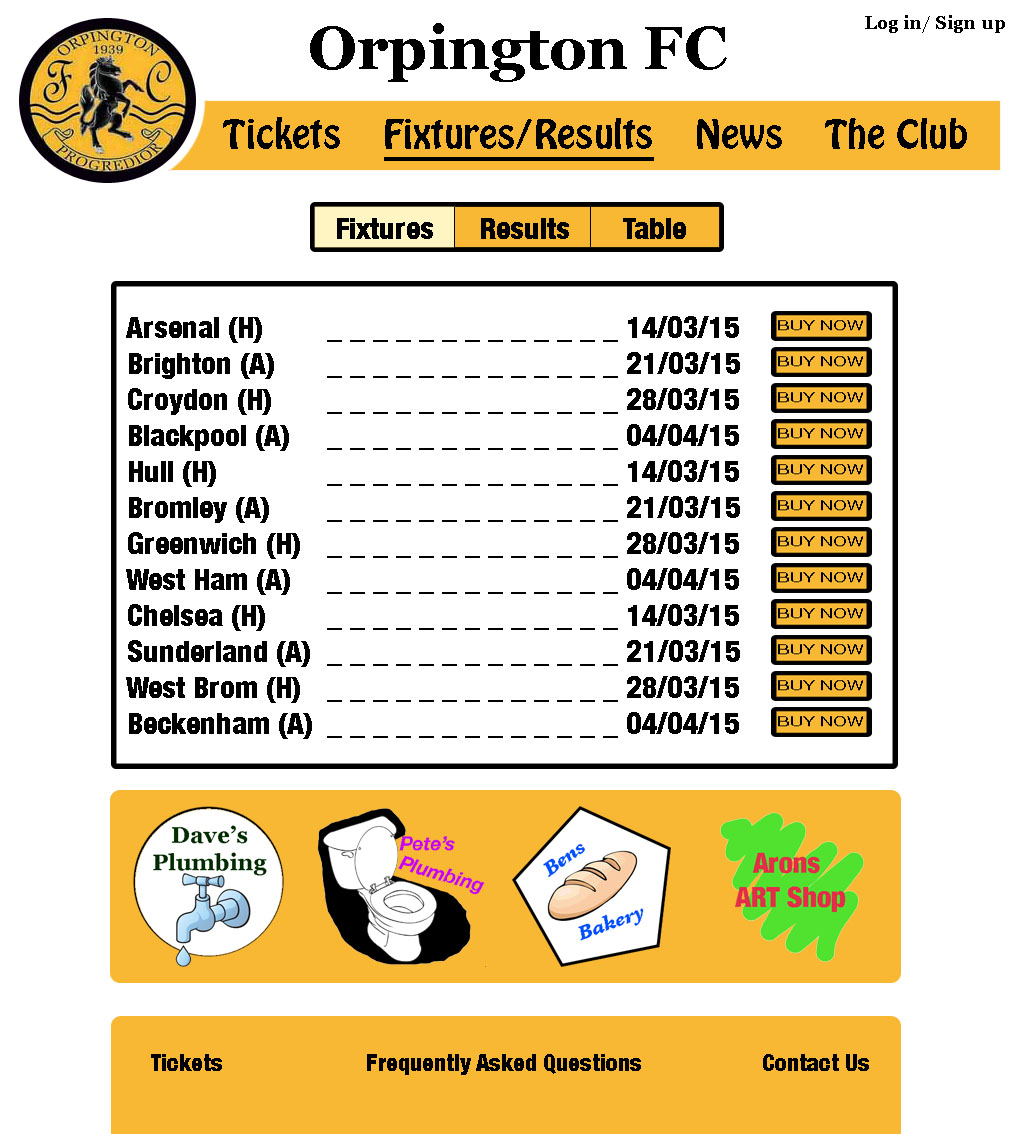 Log in/ Sign up
Orpington FC
ORPINGTON
1939
F C
PROGREDIOR
Tickets Fixtures/Results News The Club
Fixtures Results Table
Arsenal (H) _ _ _ _ _ _ _ _ _ _ _ _ _ 14/03/15 BUY NOW
Brighton (A) _ _ _ _ _ _ _ _ _ _ _ _ _ 21/03/15 BUY NOW
Croydon (H) _ _ _ _ _ _ _ _ _ _ _ _ _ 28/03/15 BUY NOW
Blackpool (A) _ _ _ _ _ _ _ _ _ _ _ _ _ 04/04/15 BUY NOW
Hull (H) _ _ _ _ _ _ _ _ _ _ _ _ _ 14/03/15 BUY NOW
Bromley (A) _ _ _ _ _ _ _ _ _ _ _ _ _ 21/03/15 BUY NOW
Greenwich (H) _ _ _ _ _ _ _ _ _ _ _ _ _ 28/03/15 BUY NOW
West Ham (A) _ _ _ _ _ _ _ _ _ _ _ _ _ 04/04/15 BUY NOW
Chelsea (H) _ _ _ _ _ _ _ _ _ _ _ _ _ 14/03/15 BUY NOW
Sunderland (A) _ _ _ _ _ _ _ _ _ _ _ _ _ 21/03/15 BUY NOW
West Brom (H) _ _ _ _ _ _ _ _ _ _ _ _ _ 28/03/15 BUY NOW
Beckenham (A) _ _ _ _ _ _ _ _ _ _ _ _ _ 04/04/15 BUY NOW
Dave's
Plumbing
Pete's
Plumbing
Bens
Bakery
Arons
ART Shop
Tickets Frequently Asked Questions Contact Us